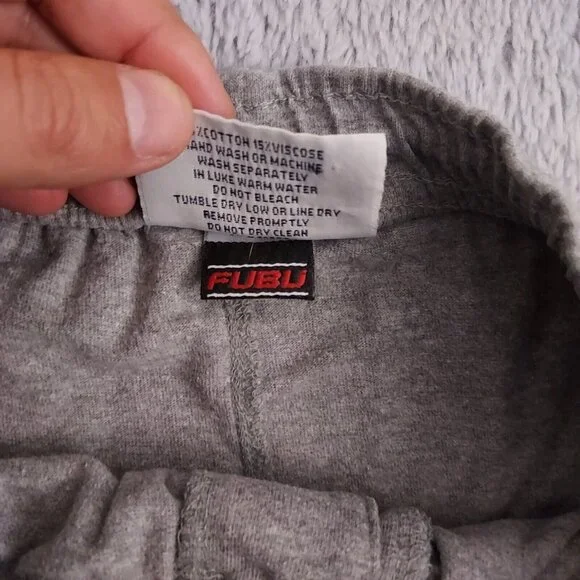 %COTTON 15%VISCOSE
HAND WASH OR MACHINE
WASH SEPARATELY
IN LUKE WARM WATER
DO NOT BLEACH
TUMBLE DRY LOW OR LINE DRY
REMOVE PROMPTLY
DO NOT DRY CLEAN
FUBU